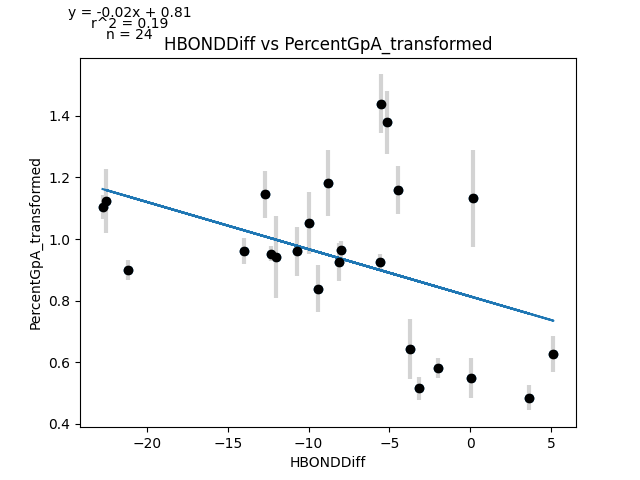 y = -0.02x + 0.81
r^2 = 0.19
n = 24
HBONDDiff vs PercentGpA_transformed
PercentGpA_transformed
1.4
1.2
1.0
0.8
0.6
0.4
−20
−15
−10
−5
0
5
HBONDDiff